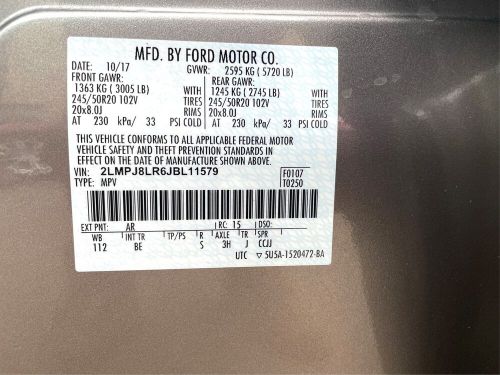 MFD. BY FORD MOTOR CO.
DATE: 10/17 GVWR: 2595 KG ( 5720 LB)
FRONT GAWR: REAR GAWR:
1363 KG ( 3005 LB) WITH 1245 KG ( 2745 LB) WITH
245/50R20 102V TIRES 245/50R20 102V TIRES
20x8.0J RIMS 20x8.0J RIMS
AT 230 kPa/ 33 PSI COLD AT 230 kPa/ 33 PSI COLD
THIS VEHICLE CONFORMS TO ALL APPLICABLE FEDERAL MOTOR
VEHICLE SAFETY AND THEFT PREVENTION STANDARDS IN
EFFECT ON THE DATE OF MANUFACTURE SHOWN ABOVE.
VIN: 2LMPJ8LR6JBL11579 F0107
TYPE: MPV T0250
EXT PNT: AR RC: 15 DSO:
WB INT TR TP/PS R AXLE TR SPR
112 BE S 3H J CCJJ
UTC ▽ 5U5A-1520472-BA